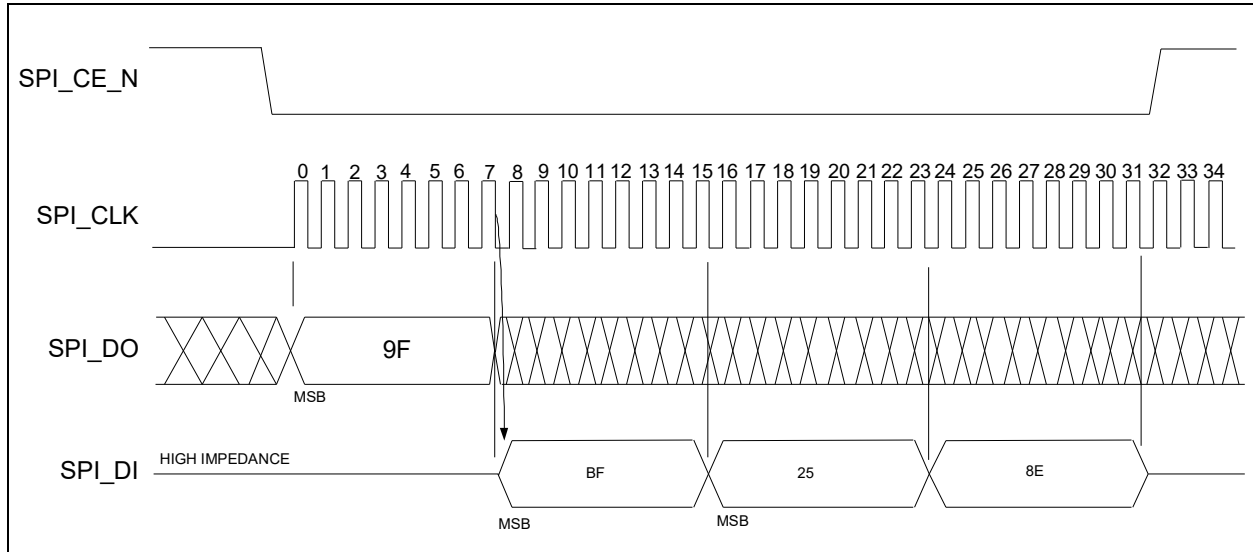 SPI_CE_N
0 1 2 3 4 5 6 7 8 9 10 11 12 13 14 15 16 17 18 19 20 21 22 23 24 25 26 27 28 29 30 31 32 33 34
SPI_CLK
SPI_DO
9F
MSB
HIGH IMPEDANCE
SPI_DI
BF
25
8E
MSB
MSB